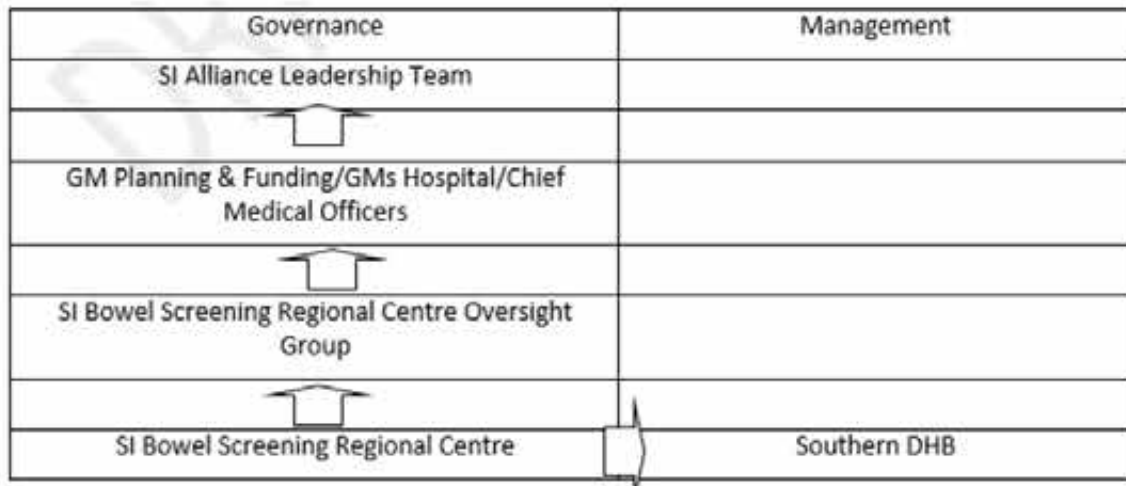 Governance
Management
SI Alliance Leadership Team
GM Planning & Funding/GMs Hospital/Chief
Medical Officers
SI Bowel Screening Regional Centre Oversight
Group
SI Bowel Screening Regional Centre
Southern DHB